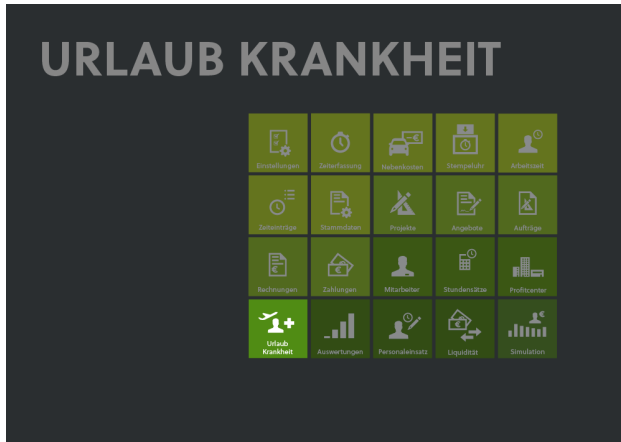 URLAUB KRANKHEIT
Einstellungen
Zeiterfassung
Nebenkosten
Stempeluhr
Arbeitszeit
Zeiteinträge
Stammdaten
Projekte
Angebote
Aufträge
Rechnungen
Zahlungen
Mitarbeiter
Stundensätze
Profitcenter
Urlaub
Krankheit
Auswertungen
Personaleinsatz
Liquidität
Simulation